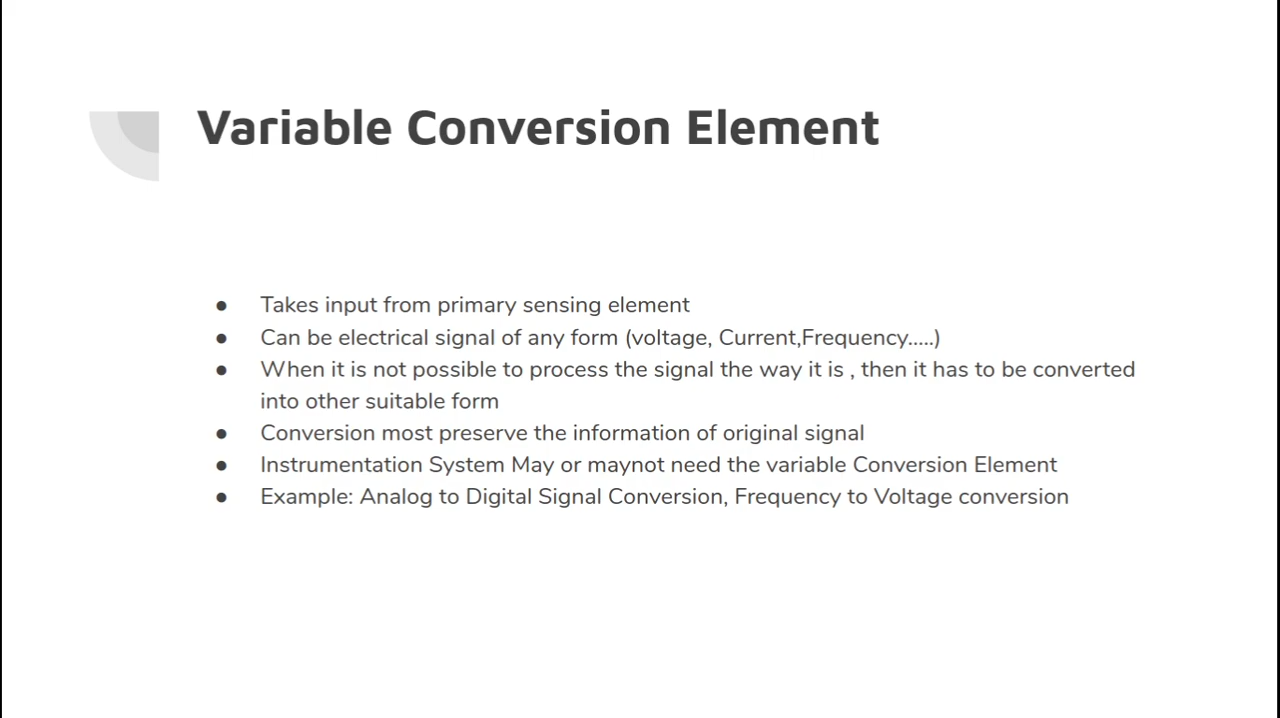 Variable Conversion Element
● Takes input from primary sensing element
● Can be electrical signal of any form (voltage, Current,Frequency.....)
● When it is not possible to process the signal the way it is , then it has to be converted
into other suitable form
● Conversion most preserve the information of original signal
● Instrumentation System May or maynot need the variable Conversion Element
● Example: Analog to Digital Signal Conversion, Frequency to Voltage conversion